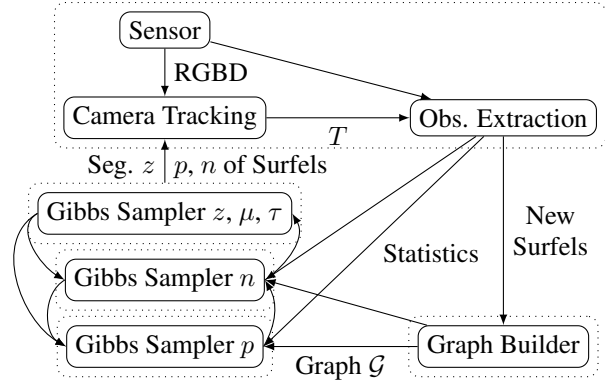 Sensor
RGBD
Camera Tracking
Obs. Extraction
T
Seg. z p, n of Surfels
Gibbs Sampler z, μ, τ
New
Surfels
Statistics
Gibbs Sampler n
Gibbs Sampler p
Graph Builder
Graph 𝒢